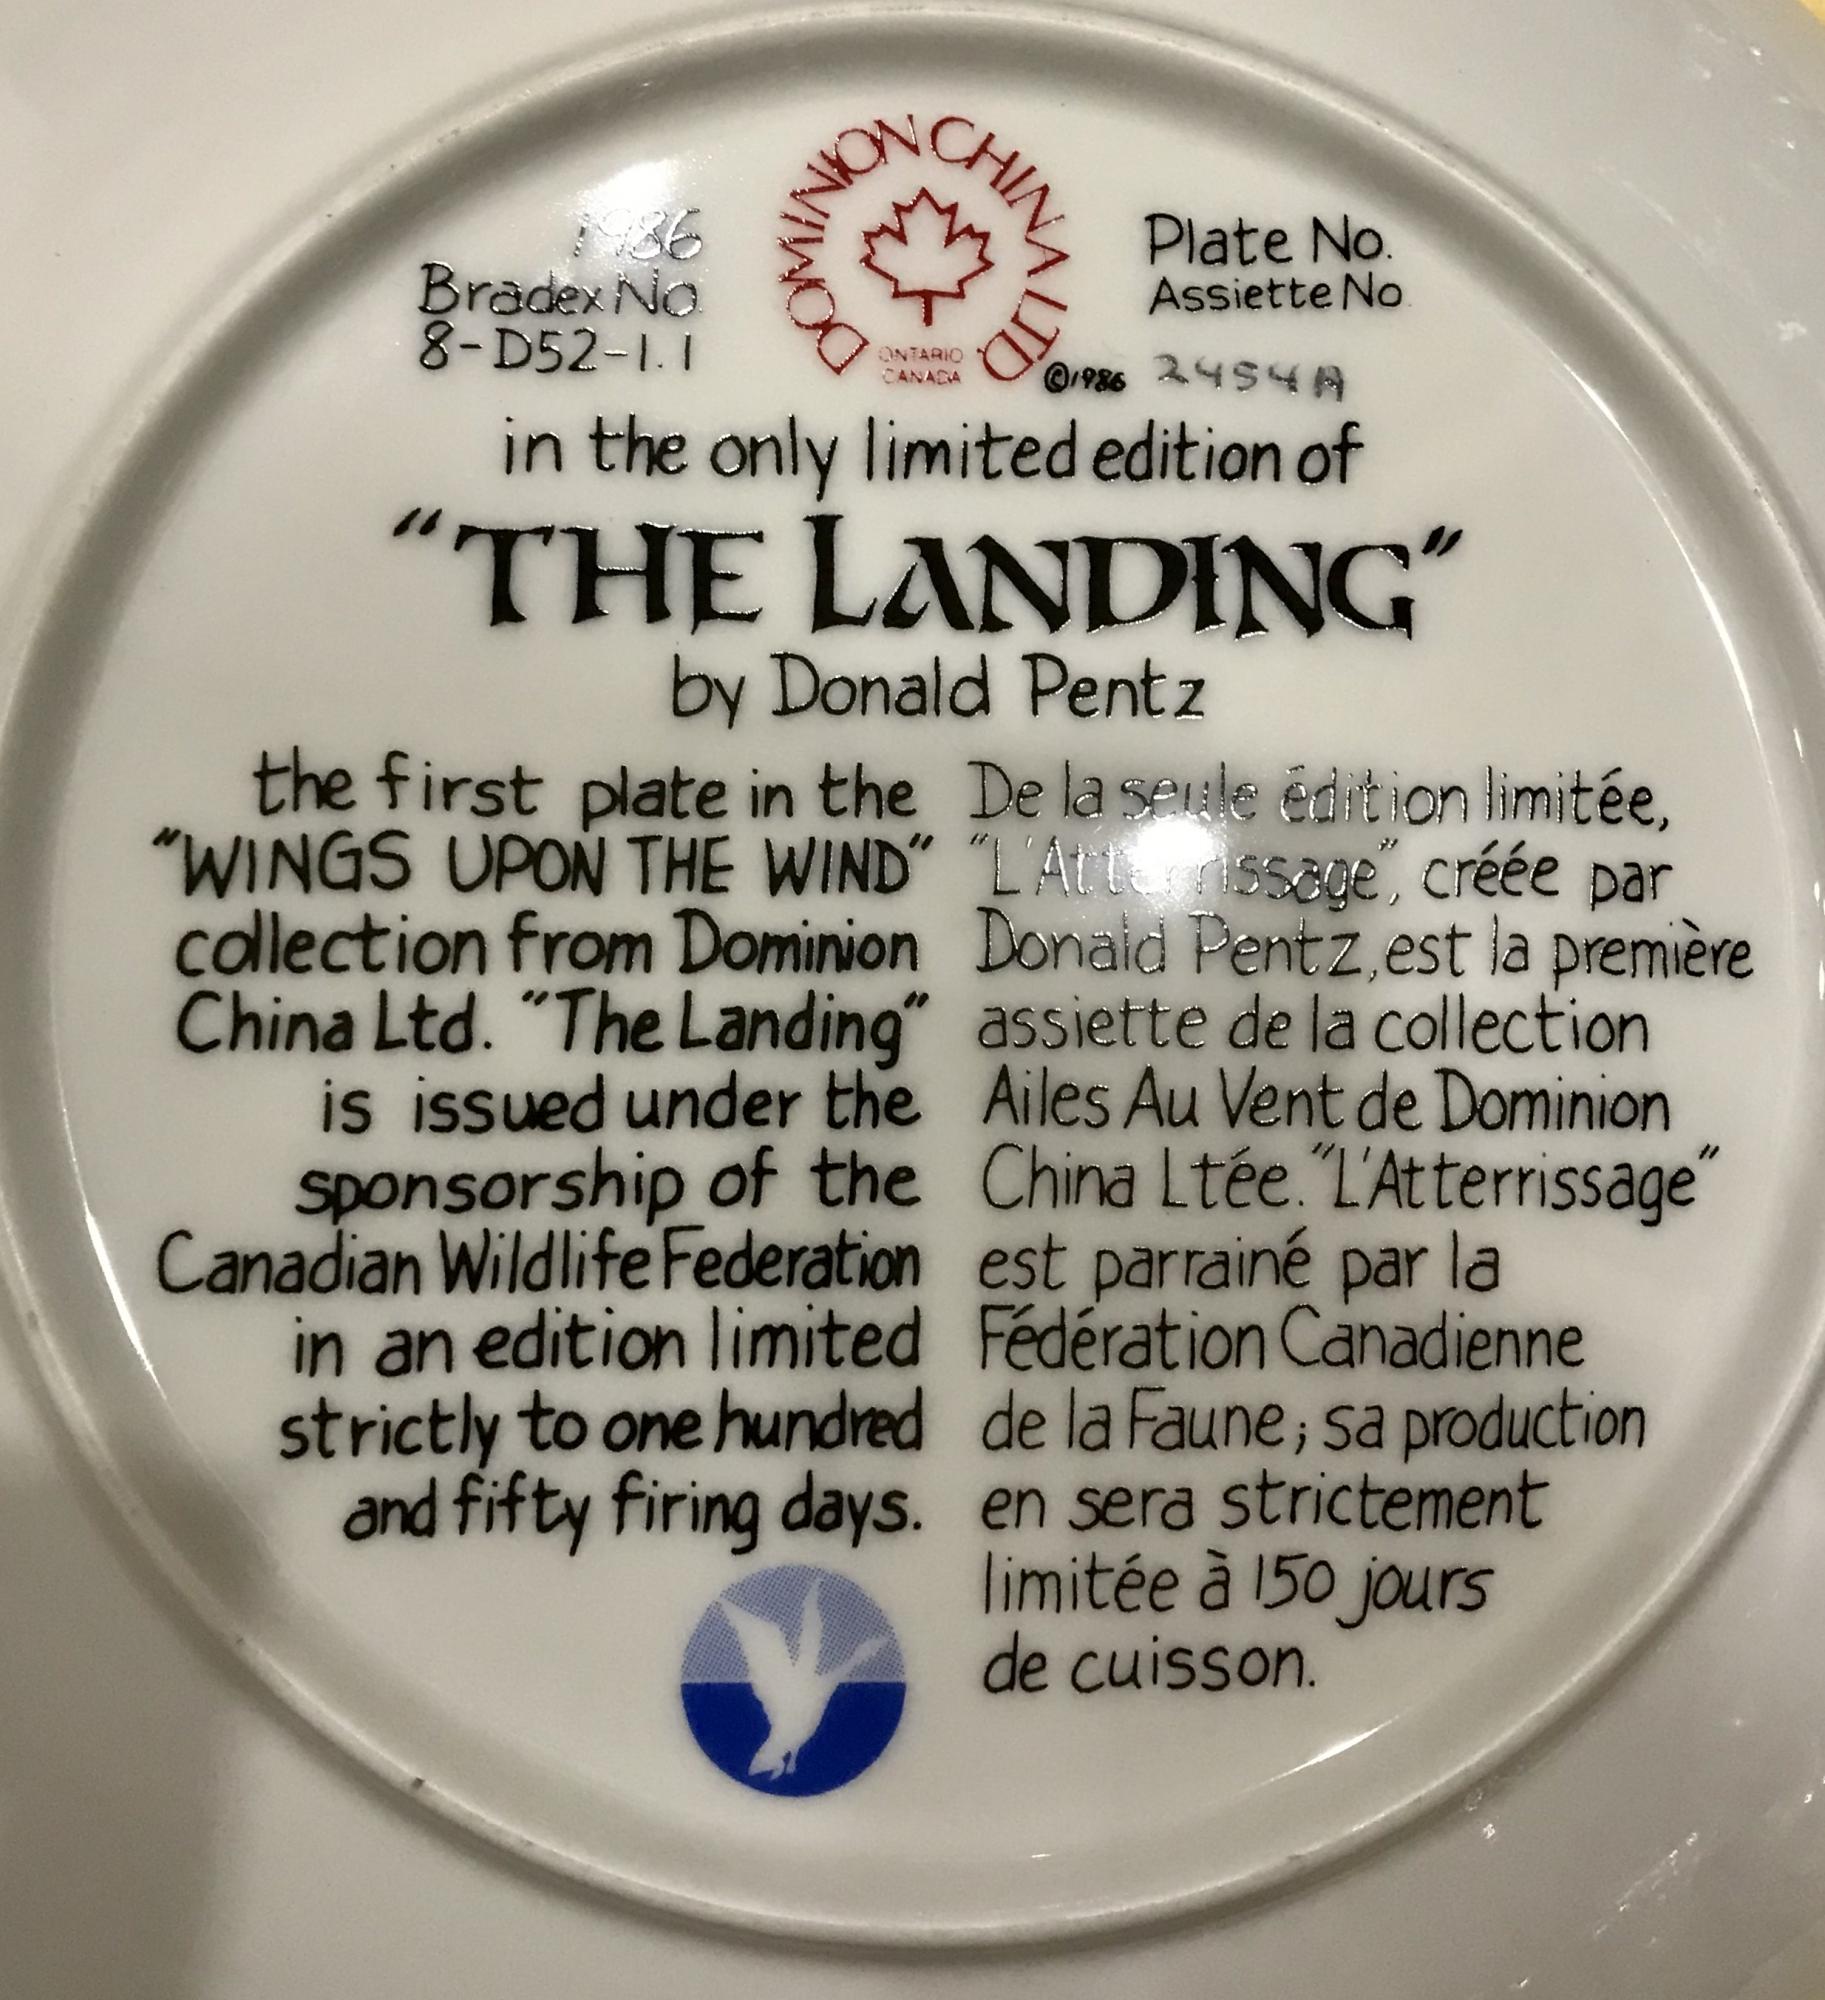 1986
Bradex No.
8-D52-1.1
DOMINION CHINA LTD
ONTARIO
CANADA
©1986
Plate No.
Assiette No.
2454A
in the only limited edition of
"THE LANDING"
by Donald Pentz
the first plate in the
"WINGS UPON THE WIND"
collection from Dominion
China Ltd. "The Landing"
is issued under the
sponsorship of the
Canadian Wildlife Federation
in an edition limited
strictly to one hundred
and fifty firing days.
De la seule édition limitée,
"L'Atterrissage", créée par
Donald Pentz, est la première
assiette de la collection
Ailes Au Vent de Dominion
China Ltée. "L'Atterrissage"
est parrainé par la
Fédération Canadienne
de la Faune; sa production
en sera strictement
limitée à 150 jours
de cuisson.